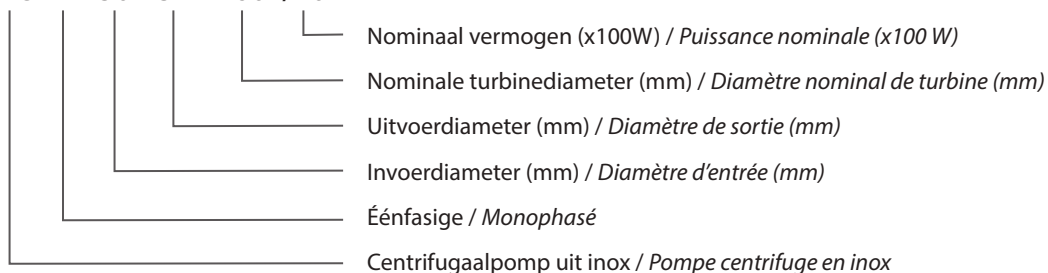 Nominaal vermogen (x100W) / Puissance nominale (x100 W)
Nominale turbinediameter (mm) / Diamètre nominal de turbine (mm)
Uitvoerdiameter (mm) / Diamètre de sortie (mm)
Invoerdiameter (mm) / Diamètre d'entrée (mm)
Éénfasige / Monophasé
Centrifugaalpomp uit inox / Pompe centrifuge en inox